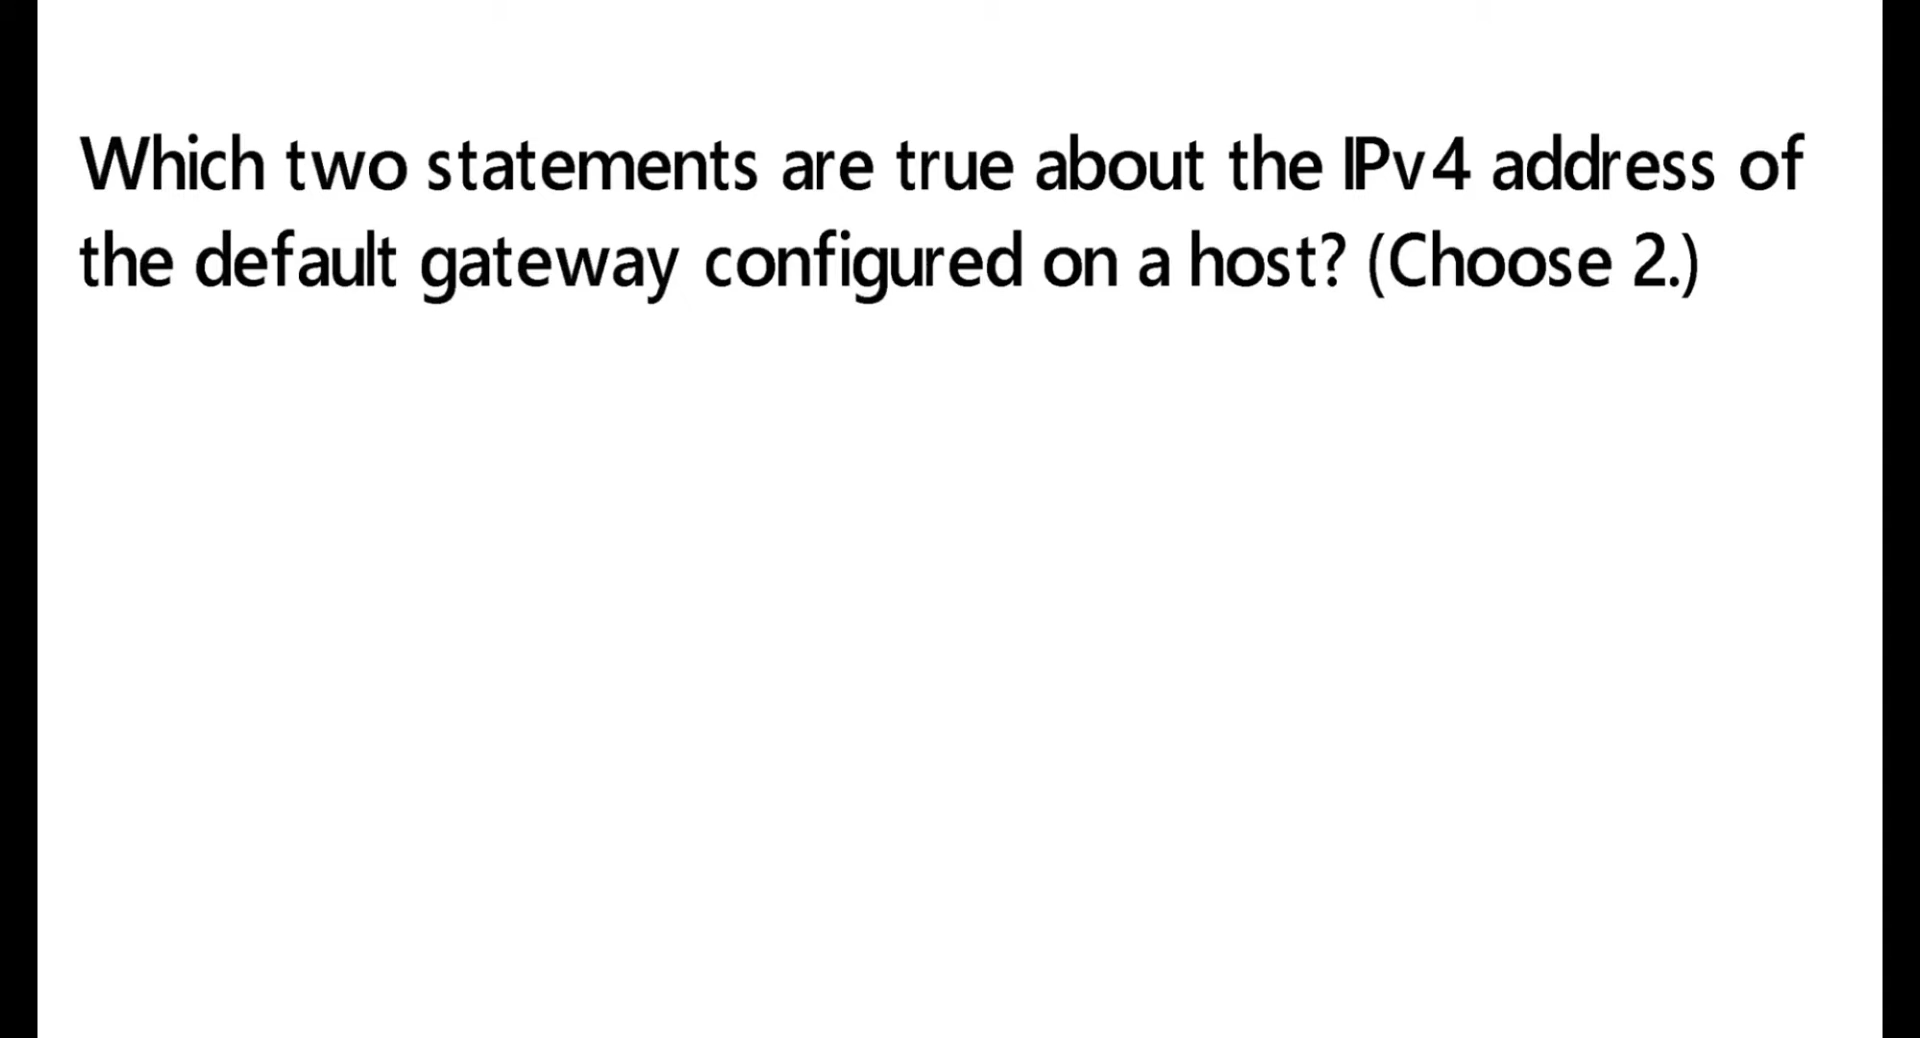 Which two statements are true about the IPv4 address of
the default gateway configured on a host? (Choose 2.)